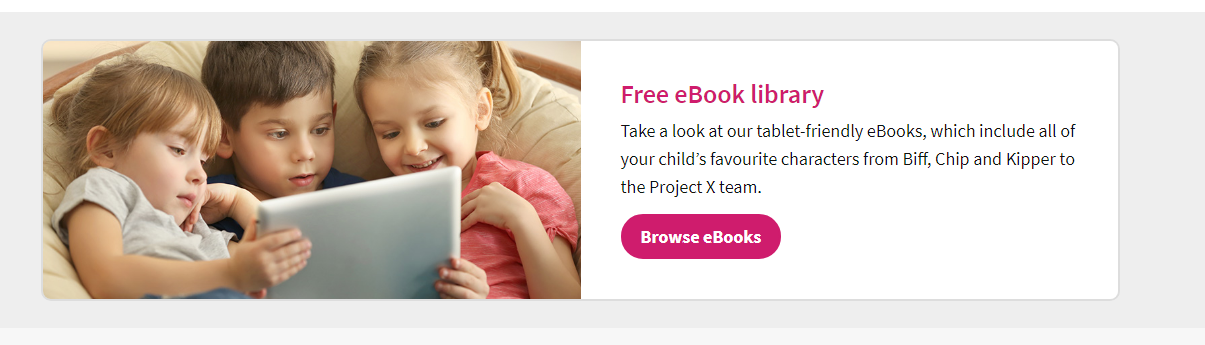 Free eBook library
Take a look at our tablet-friendly eBooks, which include all of
your child’s favourite characters from Biff, Chip and Kipper to
the Project X team.
Browse eBooks